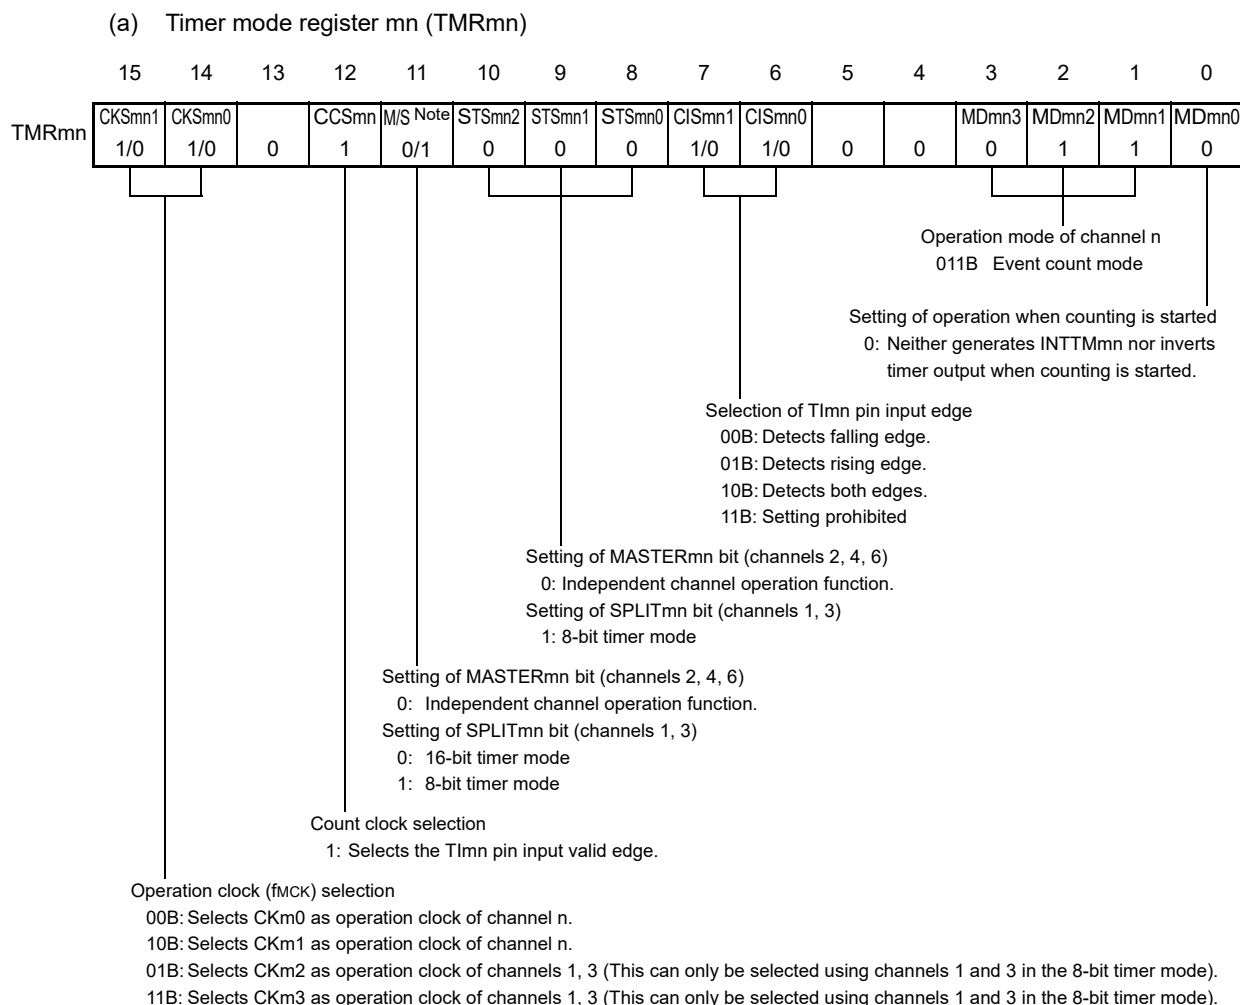 (a) Timer mode register mn (TMRmn)
15 14 13 12 11 10 9 8 7 6 5 4 3 2 1 0
TMRmn
CKSmn1 CKSmn0 CCSmn M/S Note STSmn2 STSmn1 STSmn0 CISmn1 CISmn0 MDmn3 MDmn2 MDmn1 MDmn0
1/0 1/0 0 1 0/1 0 0 0 1/0 1/0 0 0 0 1 1 0
Operation mode of channel n
011B Event count mode
Setting of operation when counting is started
0: Neither generates INTTMmn nor inverts
timer output when counting is started.
Selection of TImn pin input edge
00B: Detects falling edge.
01B: Detects rising edge.
10B: Detects both edges.
11B: Setting prohibited
Setting of MASTERmn bit (channels 2, 4, 6)
0: Independent channel operation function.
Setting of SPLITmn bit (channels 1, 3)
1: 8-bit timer mode
Setting of MASTERmn bit (channels 2, 4, 6)
0: Independent channel operation function.
Setting of SPLITmn bit (channels 1, 3)
0: 16-bit timer mode
1: 8-bit timer mode
Count clock selection
1: Selects the TImn pin input valid edge.
Operation clock (fMCK) selection
00B: Selects CKm0 as operation clock of channel n.
10B: Selects CKm1 as operation clock of channel n.
01B: Selects CKm2 as operation clock of channels 1, 3 (This can only be selected using channels 1 and 3 in the 8-bit timer mode).
11B: Selects CKm3 as operation clock of channels 1, 3 (This can only be selected using channels 1 and 3 in the 8-bit timer mode).